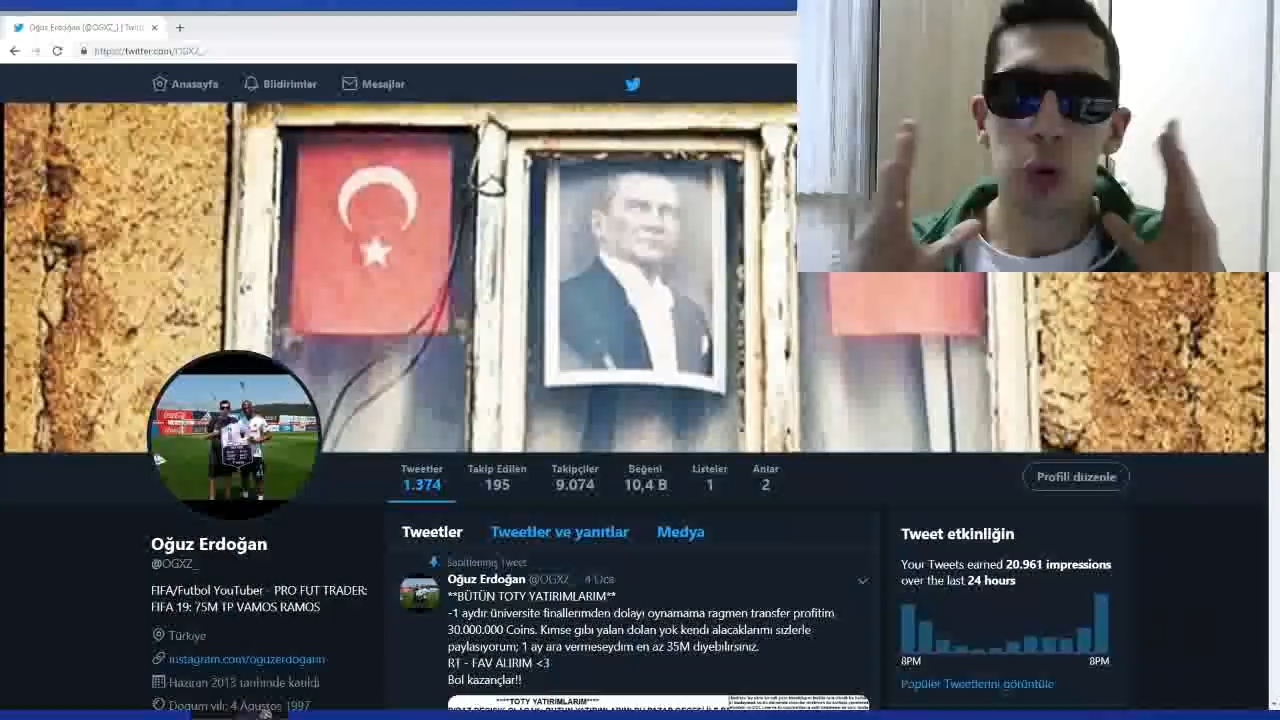 Oğuz Erdoğan (@OGXZ_) | Twitt
https://twitter.com/OGXZ_
Anasayfa
Bildirimler
Mesajlar
Tweetler
Takip Edilen
Takipçiler
Beğeni
Listeler
Anlar
1.374
195
9.074
10,4 B
1
2
Profili düzenle
Oğuz Erdoğan
@OGXZ_
FIFA/Futbol YouTuber - PRO FUT TRADER:
FIFA 19: 75M TP VAMOS RAMOS
Türkiye
instagram.com/oguzerdogann
Haziran 2013 tarihinde katıldı
Doğum yılı: 4 Ağustos 1997
Tweetler
Tweetler ve yanıtlar
Medya
Sabitlenmiş Tweet
Oğuz Erdoğan @OGXZ_ 4 Oca
**BÜTÜN TOTY YATIRIMLARIM**
-1 aydır üniversite finallerimden dolayı oynamama ragmen transfer profitim
30.000.000 Coins. Kimse gibi yalan dolan yok kendi alacaklarımı sizlerle
paylasıyorum; 1 ay ara vermeseydim en az 35M diyebilirsiniz.
RT - FAV ALIRIM <3
Bol kazançlar!!
****TOTY YATIRIMLARIM****
Tweet etkinliğin
Your Tweets earned 20.961 impressions
over the last 24 hours
8PM
8PM
Popüler Tweetlerini görüntüle